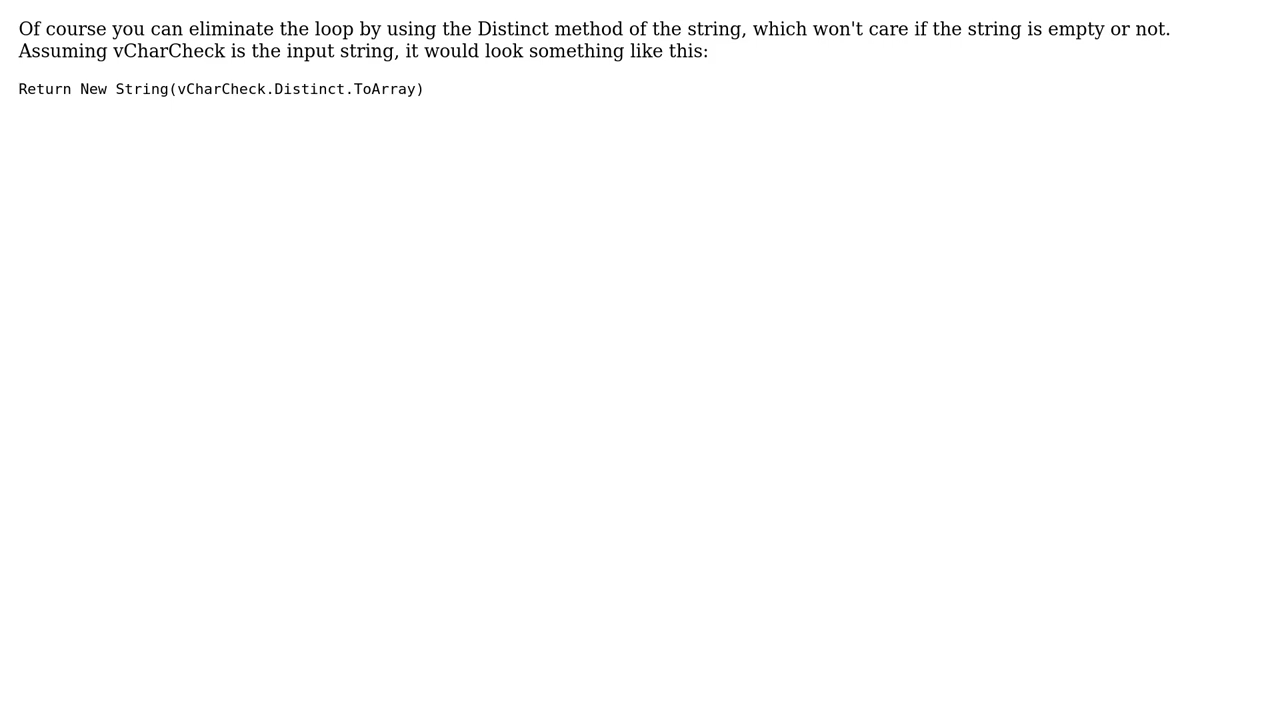 Of course you can eliminate the loop by using the Distinct method of the string, which won't care if the string is empty or not.
Assuming vCharCheck is the input string, it would look something like this:
Return New String(vCharCheck.Distinct.ToArray)